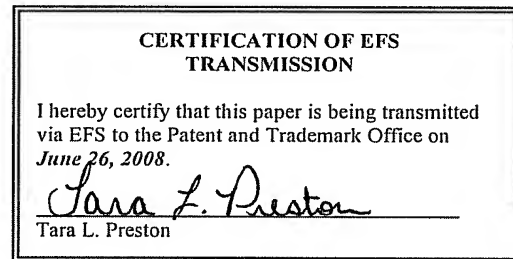 CERTIFICATION OF EFS
TRANSMISSION
I hereby certify that this paper is being transmitted
via EFS to the Patent and Trademark Office on
June 26, 2008.
Tara L. Preston
Tara L. Preston